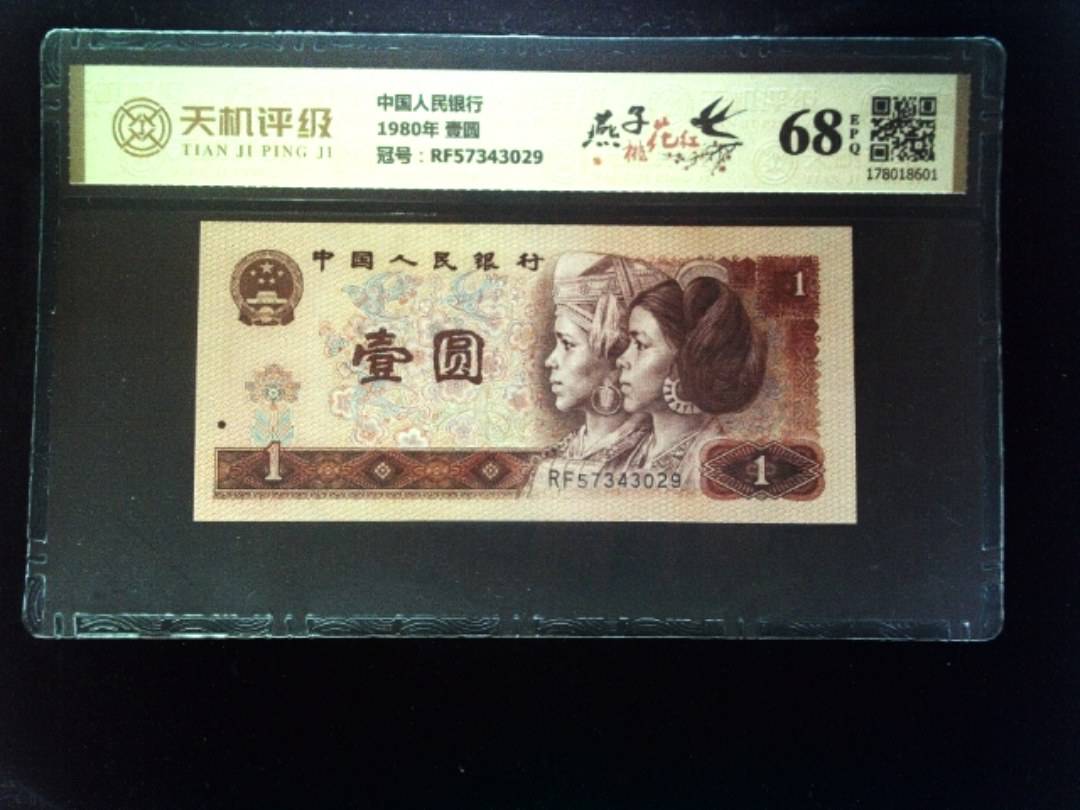 天机评级
TIAN JI PING JI
中国人民银行
1980年 壹圆
冠号：RF57343029
燕子
桃花红
68
EPQ
178018601
中国人民银行
1
壹圆
1
RF57343029
1